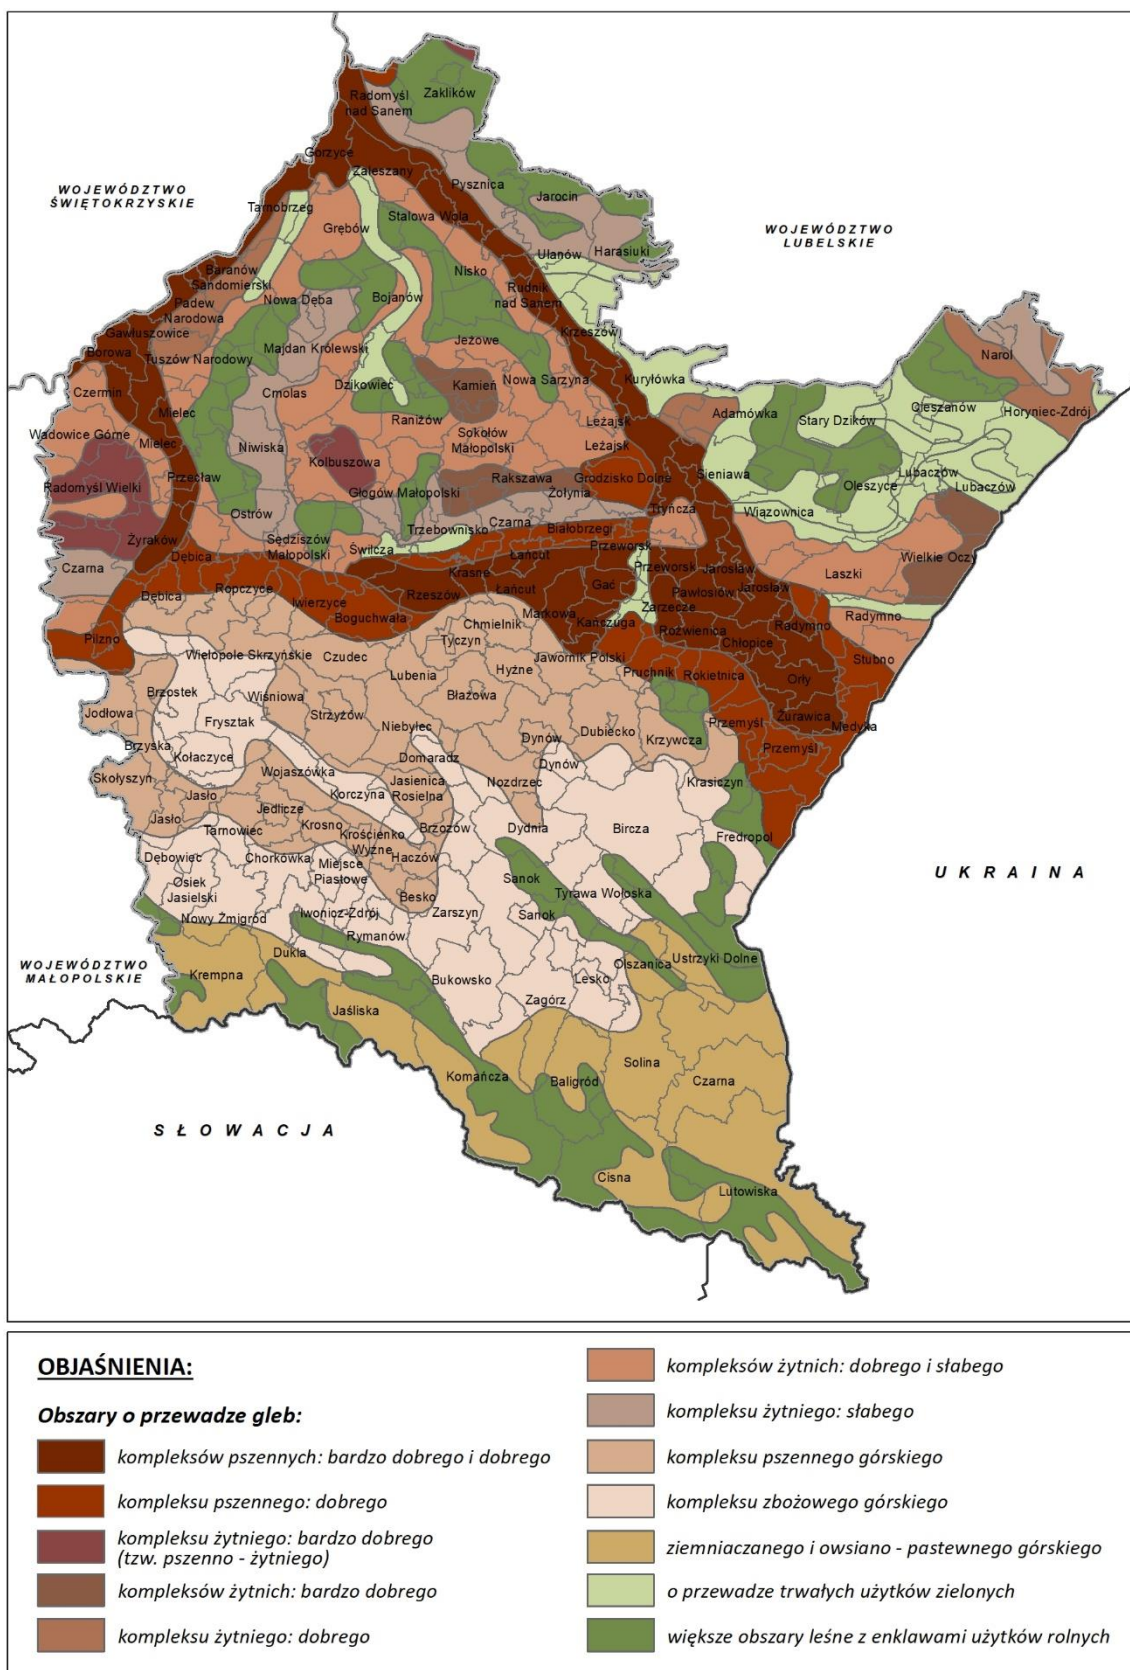 Zaklików
Radomyśl
nad Sanem
Gorzyce
Zaleszany
Pysznica
WOJEWÓDZTWO
ŚWIĘTOKRZYSKIE
Jarocin
Tarnobrzeg
Stalowa Wola
Grębów
WOJEWÓDZTWO
LUBELSKIE
Ulanów
Harasiuki
Baranów
Sandomierski
Nisko
Rudnik
nad Sanem
Nowa Dęba
Bojanów
Padew
Narodowa
Gawłuszowice
Krzeszów
Borowa
Tuszów Narodowy
Majdan Królewski
Jeżowe
Narol
Czermin
Cmolas
Dzikowiec
Kamień
Nowa Sarzyna
Kuryłówka
Mielec
Raniżów
Leżajsk
Adamówka
Stary Dzików
Cieszanów
Horyniec-Zdrój
Wadowice Górne
Mielec
Niwiska
Sokołów
Małopolski
Leżajsk
Kolbuszowa
Radomyśl Wielki
Przecław
Rakszawa
Grodzisko Dolne
Sieniawa
Lubaczów
Oleszyce
Lubaczów
Głogów Małopolski
Żołynia
Ostrów
Trzebownisko
Czarna
Białobrzegi
Tryńcza
Wiązownica
Żyraków
Sędziszów
Małopolski
Świlcza
Dębica
Czarna
Łańcut
Przeworsk
Przeworsk
Jarosław
Laszki
Wielkie Oczy
Krasne
Dębica
Ropczyce
Iwierzyce
Rzeszów
Łańcut
Gać
Pawłosiów
Jarosław
Boguchwała
Markowa
Zarzecze
Kańczuga
Radymno
Radymno
Roźwienica
Pilzno
Chmielnik
Tyczyn
Chłopice
Wielopole Skrzyńskie
Czudec
Jawornik Polski
Stubno
Lubenia
Hyżne
Pruchnik
Rokietnica
Orły
Brzostek
Wiśniowa
Błażowa
Jodłowa
Frysztak
Strzyżów
Niebylec
Dubiecko
Przemyśl
Żurawica
Medyka
Dynów
Krzywcza
Brzyska
Kołaczyce
Domaradz
Dynów
Przemyśl
Skołyszyn
Wojaszówka
Jasienica
Rosielna
Nozdrzec
Krasiczyn
Jasło
Korczyna
Jasło
Jedlicze
Krosno
Brzozów
Dydnia
Bircza
Tarnowiec
Krościenko
Wyżne
Fredropol
Dębowiec
Chorkówka
Miejsce
Piastowe
Haczów
UKRAINA
Osiek
Jasielski
Besko
Sanok
Tyrawa Wołoska
Nowy Żmigród
Iwonicz-Zdrój
Zarszyn
Sanok
Rymanów
WOJEWÓDZTWO
MAŁOPOLSKIE
Krempna
Dukla
Olszanica
Ustrzyki Dolne
Bukowsko
Lesko
Zagórz
Jaśliska
Solina
Komańcza
Baligród
Czarna
SŁOWACJA
Cisna
Lutowiska
OBJAŚNIENIA:
Obszary o przewadze gleb:
kompleksów pszennych: bardzo dobrego i dobrego
kompleksu pszennego: dobrego
kompleksu żytniego: bardzo dobrego
(tzw. pszenno - żytniego)
kompleksów żytnich: bardzo dobrego
kompleksu żytniego: dobrego
kompleksów żytnich: dobrego i słabego
kompleksu żytniego: słabego
kompleksu pszennego górskiego
kompleksu zbożowego górskiego
ziemniaczanego i owsiano - pastewnego górskiego
o przewadze trwałych użytków zielonych
większe obszary leśne z enklawami użytków rolnych